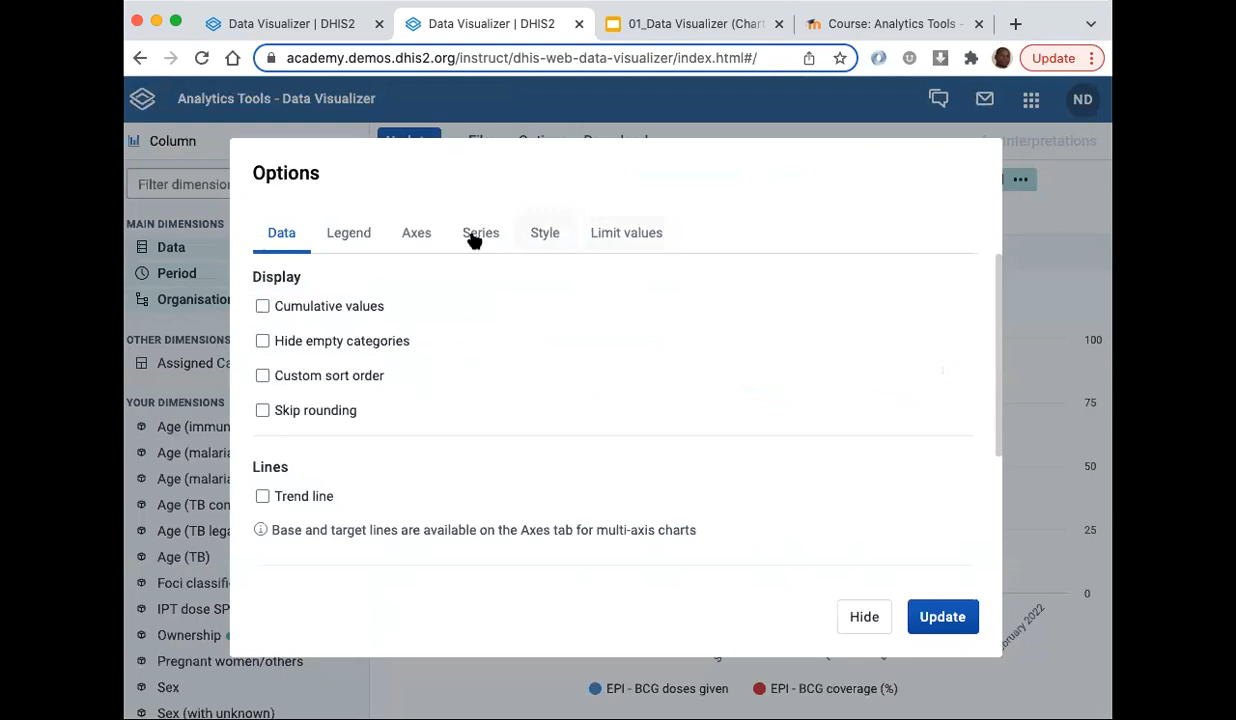 Data Visualizer | DHIS2
Data Visualizer | DHIS2
01_Data Visualizer (Chart
Course: Analytics Tools -
academy.demos.dhis2.org/instruct/dhis-web-data-visualizer/index.html#/
Update
Analytics Tools - Data Visualizer
ND
Column
Interpretations
Filter dimension
Options
MAIN DIMENSIONS
Data
Legend
Axes
Series
Style
Limit values
Data
Period
Display
Organisation
Cumulative values
OTHER DIMENSIONS
Hide empty categories
100
Assigned Ca
Custom sort order
75
YOUR DIMENSIONS
Skip rounding
Age (immun
Age (malaria
Lines
50
Age (malaria
Trend line
Age (TB con
Age (TB lega
Base and target lines are available on the Axes tab for multi-axis charts
25
Age (TB)
Foci classifi
0
IPT dose SP
Hide
Update
bruary 2022
Ownership
Pregnant women/others
Sex
EPI - BCG doses given
EPI - BCG coverage (%)
Sex (with unknown)